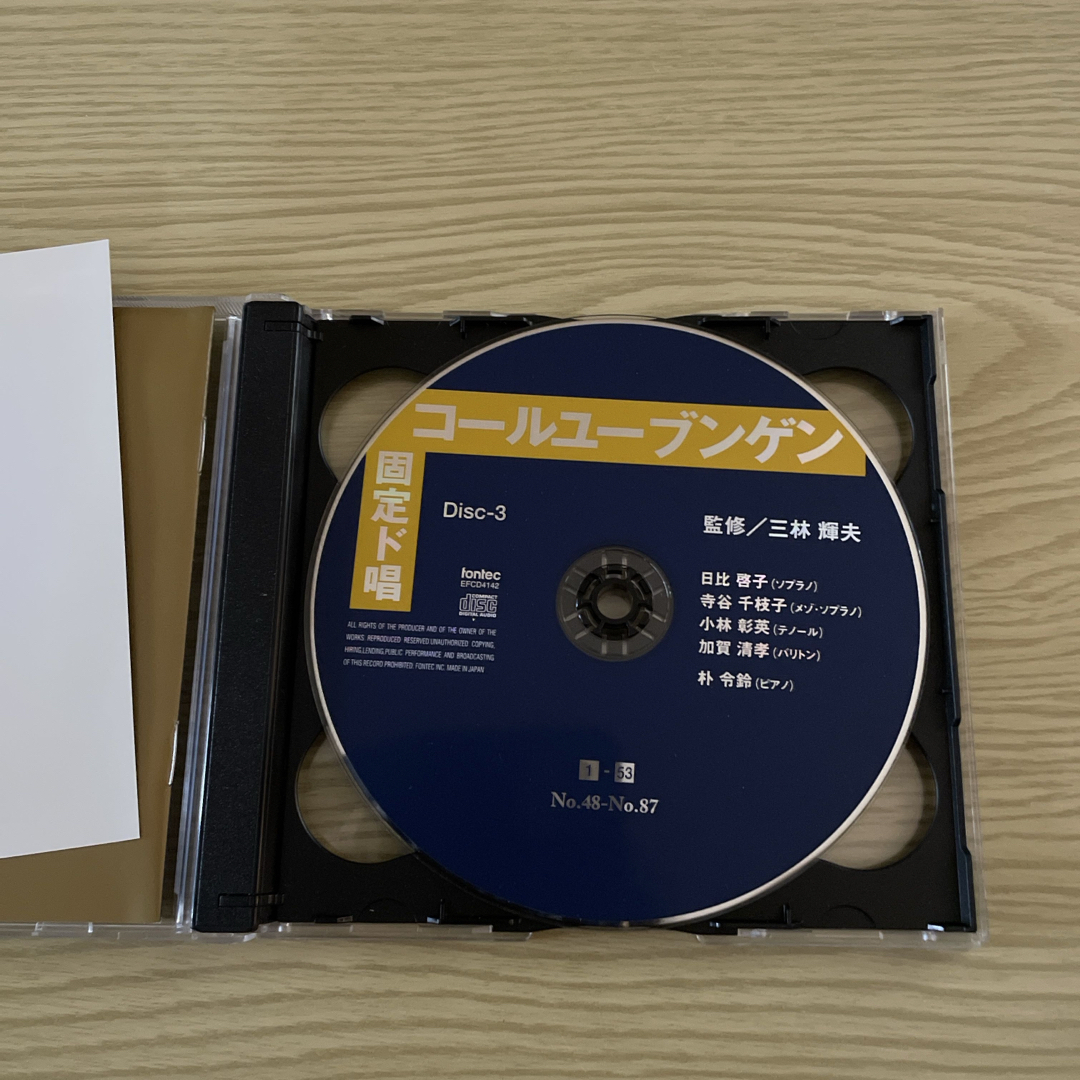 コールユーブンゲン
固定ド唱
Disc-3
監修／三林 輝夫
fontec
EFCD4142
COMPACT
disc
DIGITAL AUDIO
日比 啓子(ソプラノ)
寺谷 千枝子(メゾ・ソプラノ)
小林 彰英(テノール)
加賀 清孝(バリトン)
朴 令鈴(ピアノ)
ALL RIGHTS OF THE PRODUCER AND OF THE OWNER OF THE
WORKS REPRODUCED RESERVED.UNAUTHORIZED COPYING,
HIRING,LENDING,PUBLIC PERFORMANCE AND BROADCASTING
OF THIS RECORD PROHIBITED. FONTEC INC. MADE IN JAPAN
1 - 53
No.48-No.87